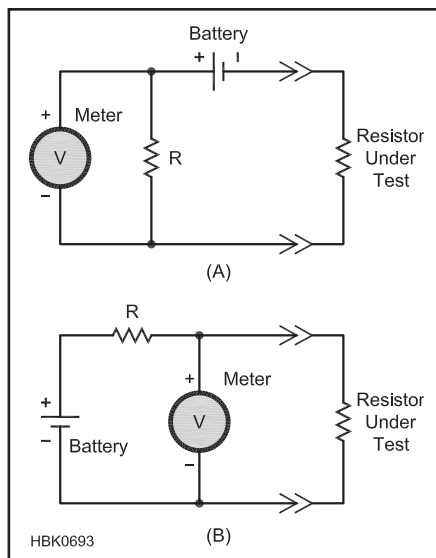 Battery
+ ı
+ Meter
V
R
−
Resistor
Under
Test
(A)
R
+ Meter
+
V
Resistor
Under
Test
− Battery
−
(B)
HBK0693